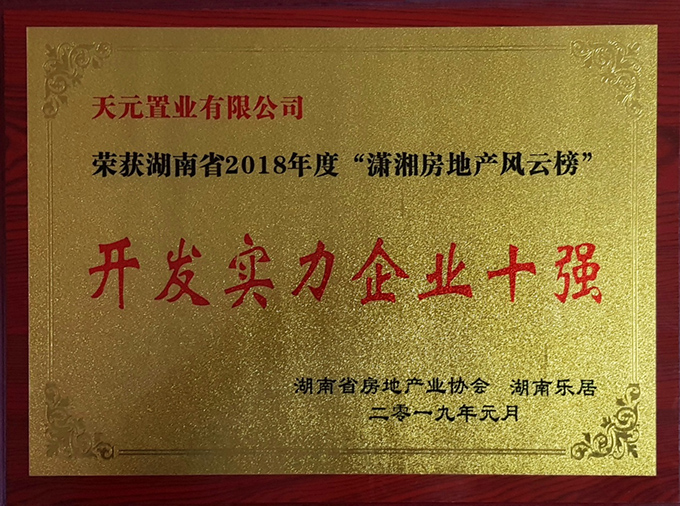 天元置业有限公司
荣获湖南省2018年度“潇湘房地产风云榜”
开发实力企业十强
湖南省房地产业协会 湖南乐居
二零一九年元月